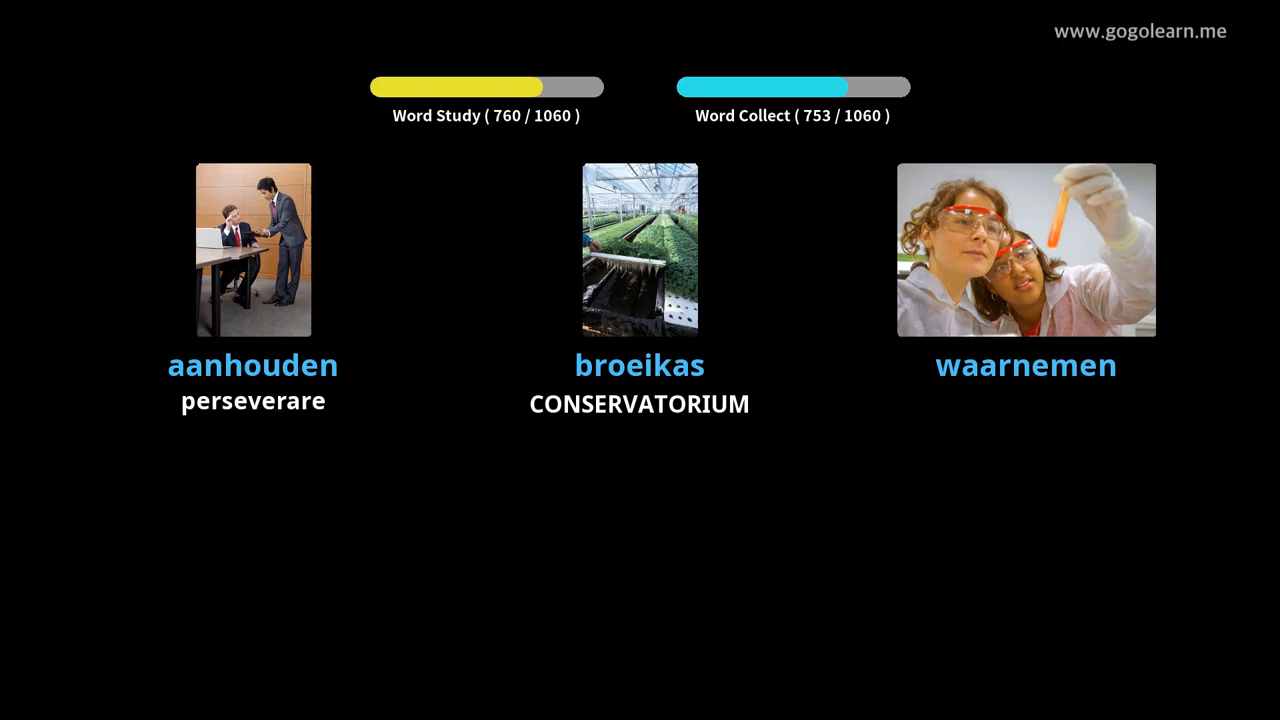 www.gogolearn.me
Word Study ( 760 / 1060 )
Word Collect ( 753 / 1060 )
aanhouden
broeikas
waarnemen
perseverare
CONSERVATORIUM